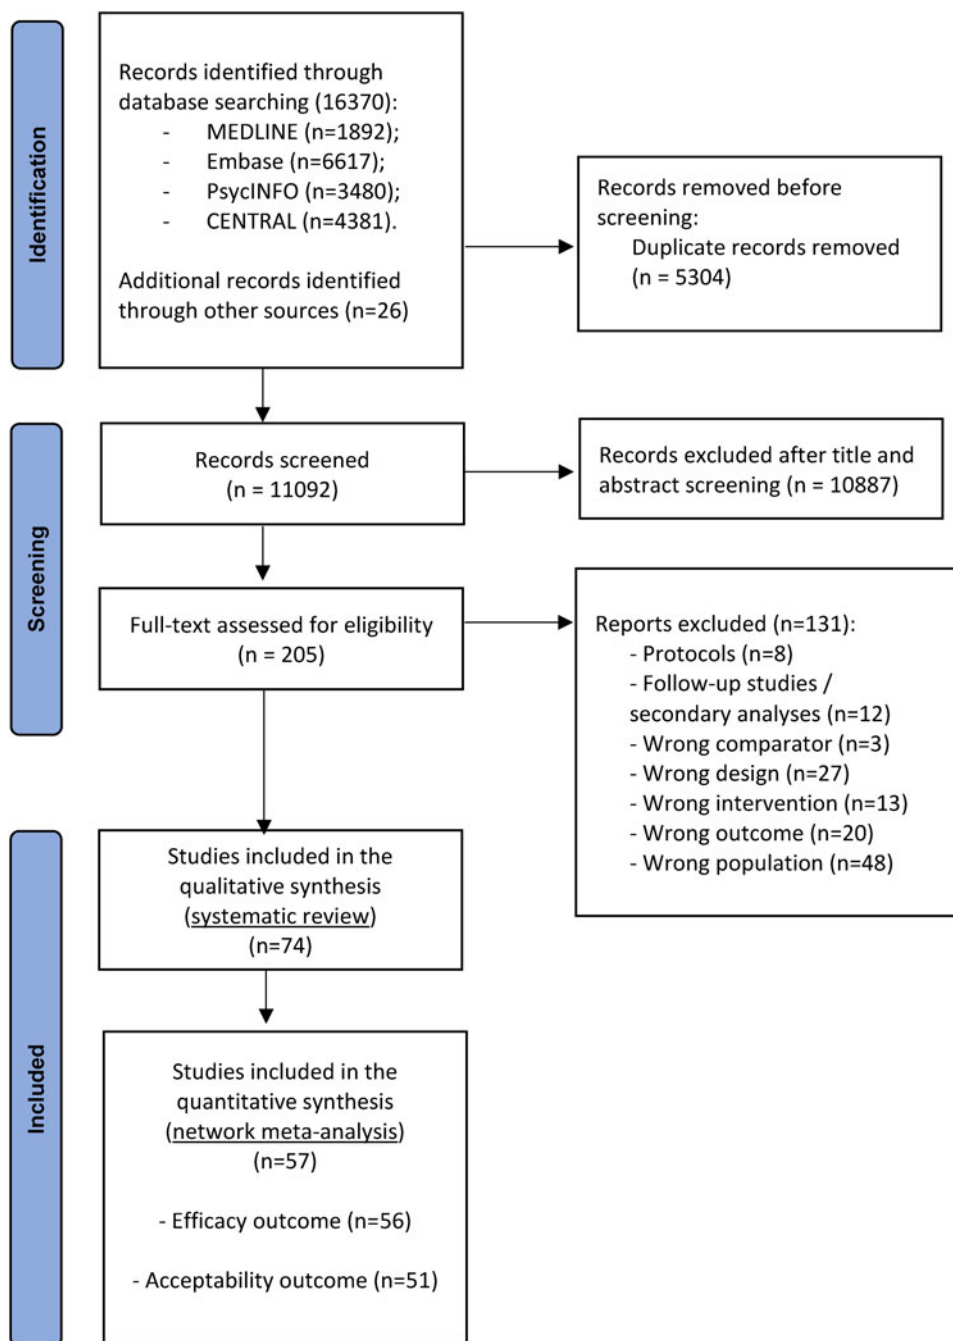 Identification
Records identified through
database searching (16370):
- MEDLINE (n=1892);
- Embase (n=6617);
- PsycINFO (n=3480);
- CENTRAL (n=4381).
Additional records identified
through other sources (n=26)
Records removed before
screening:
Duplicate records removed
(n = 5304)
Screening
Records screened
(n = 11092)
Records excluded after title and
abstract screening (n = 10887)
Full-text assessed for eligibility
(n = 205)
Reports excluded (n=131):
- Protocols (n=8)
- Follow-up studies /
secondary analyses (n=12)
- Wrong comparator (n=3)
- Wrong design (n=27)
- Wrong intervention (n=13)
- Wrong outcome (n=20)
- Wrong population (n=48)
Included
Studies included in the
qualitative synthesis
(systematic review)
(n=74)
Studies included in the
quantitative synthesis
(network meta-analysis)
(n=57)
- Efficacy outcome (n=56)
- Acceptability outcome (n=51)